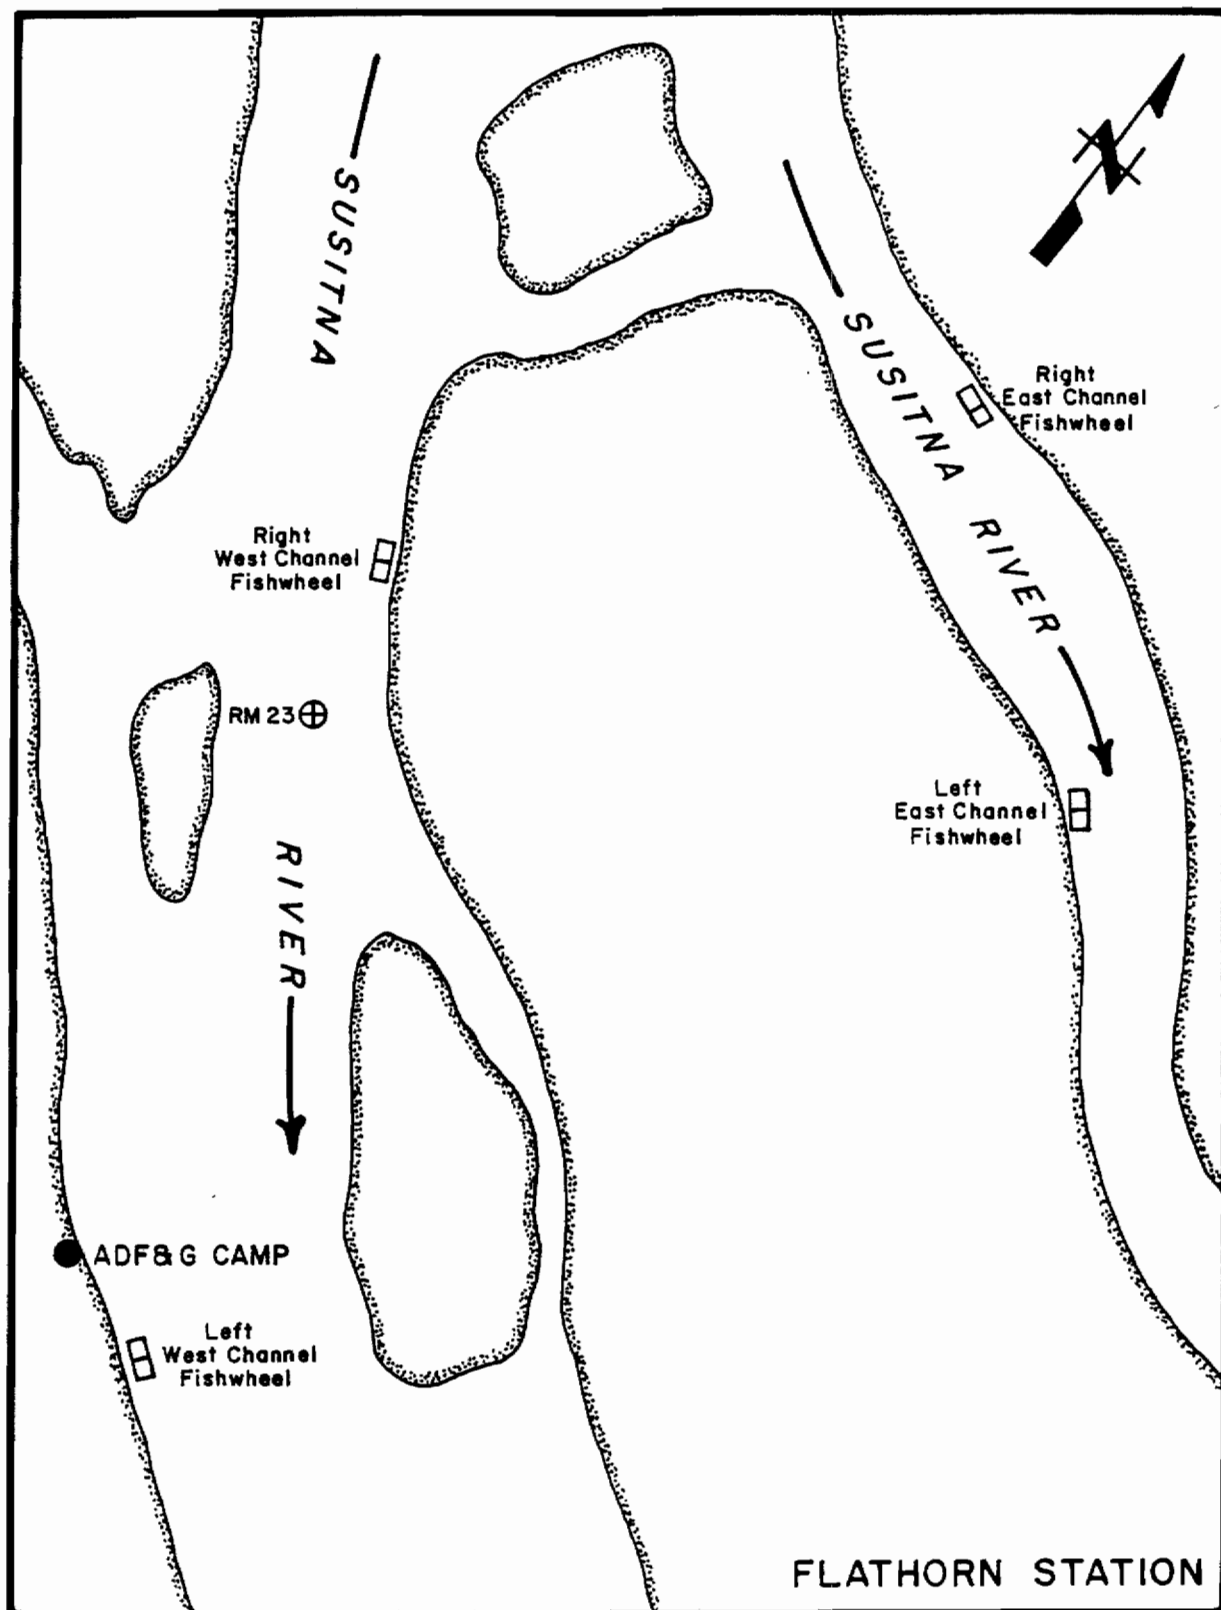 N
SUSITNA
SUSITNA RIVER
Right
East Channel
Fishwheel
Right
West Channel
Fishwheel
RM 23
Left
East Channel
Fishwheel
RIVER
ADF&G CAMP
Left
West Channel
Fishwheel
FLATHORN STATION